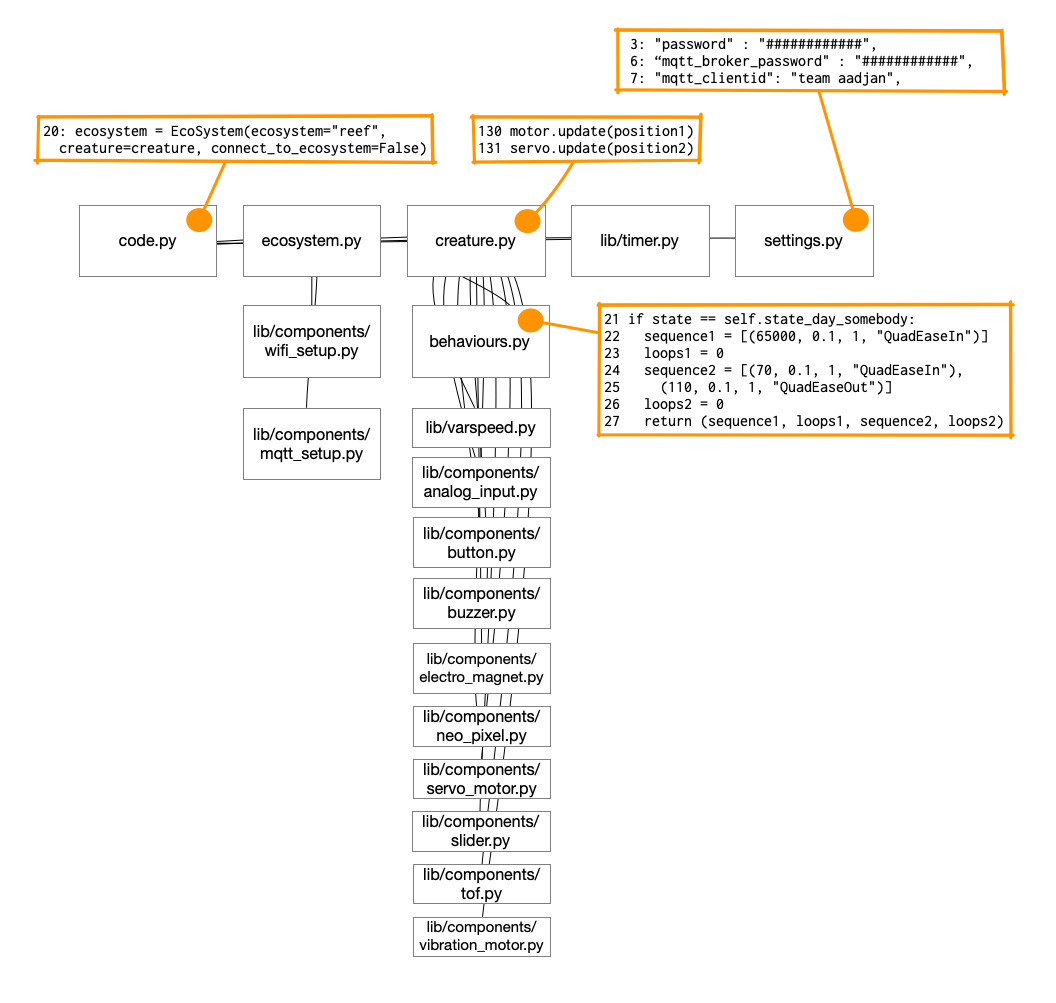 3: "password" : "############",
6: “mqtt_broker_password" : "############",
7: "mqtt_clientid": "team aadjan",
20: ecosystem = EcoSystem(ecosystem="reef",
creature=creature, connect_to_ecosystem=False)
130 motor.update(position1)
131 servo.update(position2)
code.py
ecosystem.py
creature.py
lib/timer.py
settings.py
lib/components/
wifi_setup.py
behaviours.py
21 if state == self.state_day_somebody:
22   sequence1 = [(65000, 0.1, 1, "QuadEaseIn")]
23   loops1 = 0
24   sequence2 = [(70, 0.1, 1, "QuadEaseIn"),
25     (110, 0.1, 1, "QuadEaseOut")]
26   loops2 = 0
27   return (sequence1, loops1, sequence2, loops2)
lib/components/
mqtt_setup.py
lib/varspeed.py
lib/components/
analog_input.py
lib/components/
button.py
lib/components/
buzzer.py
lib/components/
electro_magnet.py
lib/components/
neo_pixel.py
lib/components/
servo_motor.py
lib/components/
slider.py
lib/components/
tof.py
lib/components/
vibration_motor.py